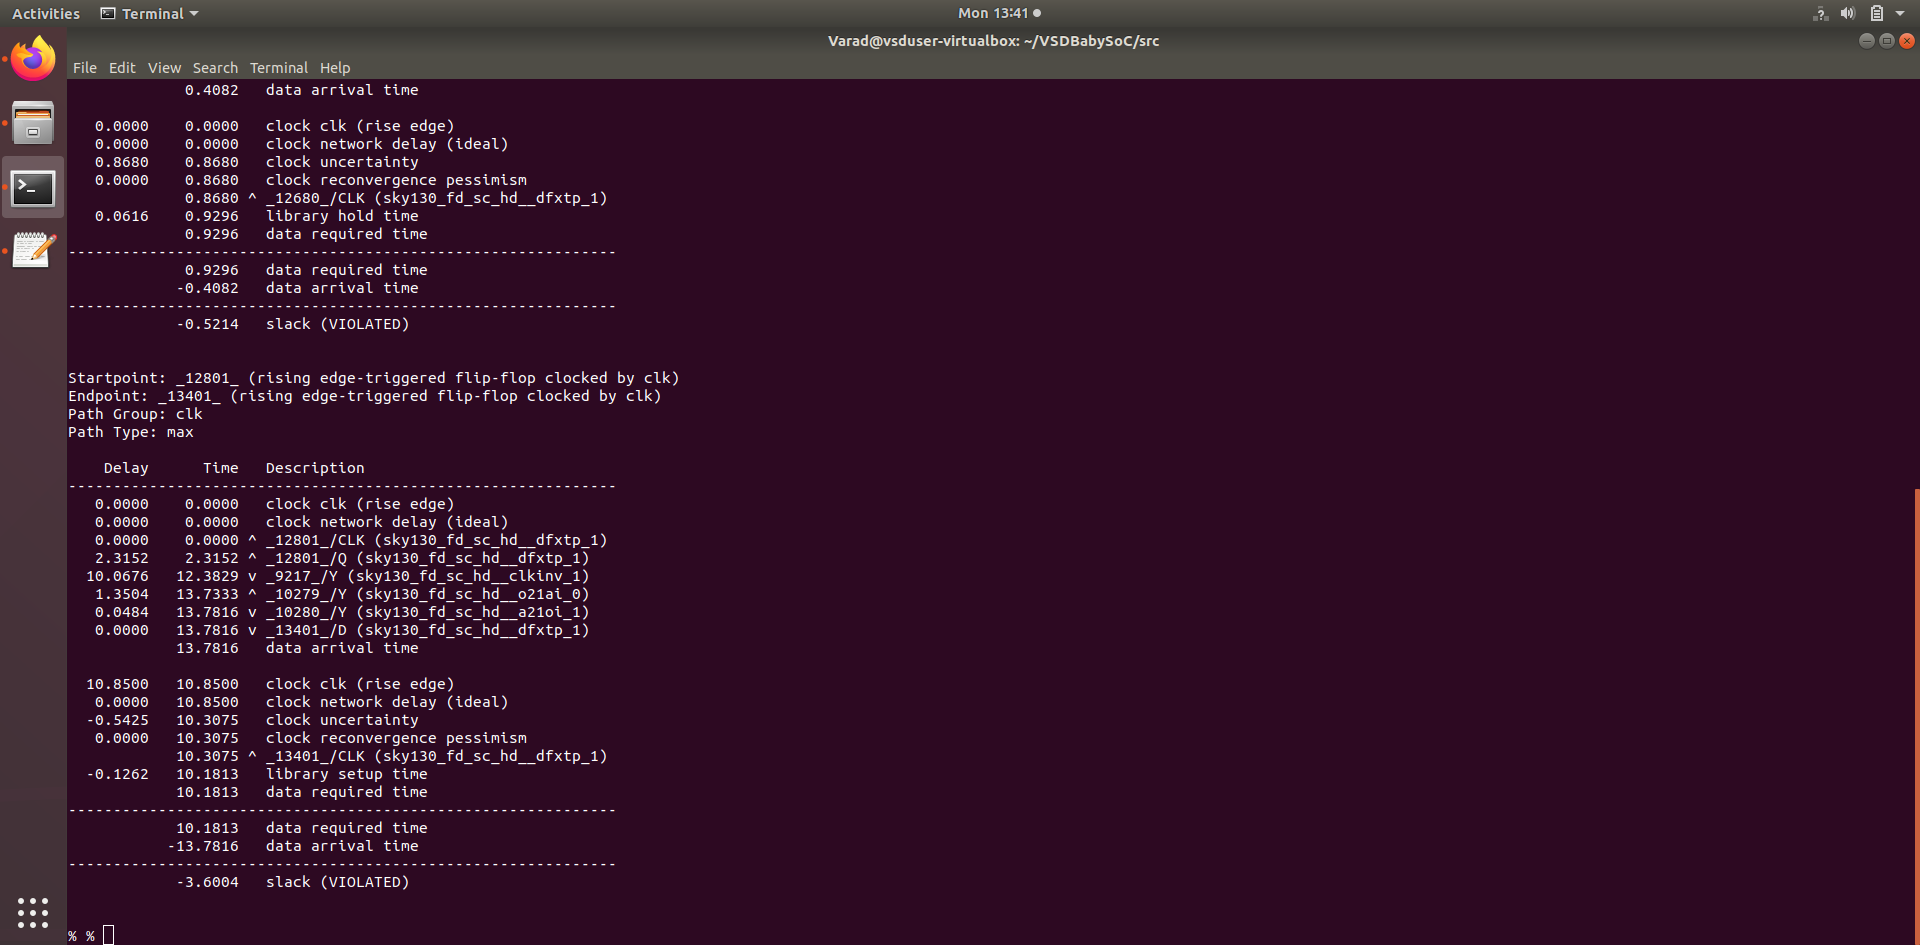 Activities Terminal Mon 13:41
Varad@vsduser-virtualbox: ~/VSDBabySoC/src
File Edit View Search Terminal Help
0.4082 data arrival time
0.0000 0.0000 clock clk (rise edge)
0.0000 0.0000 clock network delay (ideal)
0.8680 0.8680 clock uncertainty
0.0000 0.8680 clock reconvergence pessimism
0.8680 ^ _12680_/CLK (sky130_fd_sc_hd__dfxtp_1)
0.0616 0.9296 library hold time
0.9296 data required time
-------------------------------------------------------------
0.9296 data required time
-0.4082 data arrival time
-------------------------------------------------------------
-0.5214 slack (VIOLATED)
Startpoint: _12801_ (rising edge-triggered flip-flop clocked by clk)
Endpoint: _13401_ (rising edge-triggered flip-flop clocked by clk)
Path Group: clk
Path Type: max
Delay Time Description
-------------------------------------------------------------
0.0000 0.0000 clock clk (rise edge)
0.0000 0.0000 clock network delay (ideal)
0.0000 0.0000 ^ _12801_/CLK (sky130_fd_sc_hd__dfxtp_1)
2.3152 2.3152 ^ _12801_/Q (sky130_fd_sc_hd__dfxtp_1)
10.0676 12.3829 v _9217_/Y (sky130_fd_sc_hd__clkinv_1)
1.3504 13.7333 ^ _10279_/Y (sky130_fd_sc_hd__o21ai_0)
0.0484 13.7816 v _10280_/Y (sky130_fd_sc_hd__a21oi_1)
0.0000 13.7816 v _13401_/D (sky130_fd_sc_hd__dfxtp_1)
13.7816 data arrival time
10.8500 10.8500 clock clk (rise edge)
0.0000 10.8500 clock network delay (ideal)
-0.5425 10.3075 clock uncertainty
0.0000 10.3075 clock reconvergence pessimism
10.3075 ^ _13401_/CLK (sky130_fd_sc_hd__dfxtp_1)
-0.1262 10.1813 library setup time
10.1813 data required time
-------------------------------------------------------------
10.1813 data required time
-13.7816 data arrival time
-------------------------------------------------------------
-3.6004 slack (VIOLATED)
% %